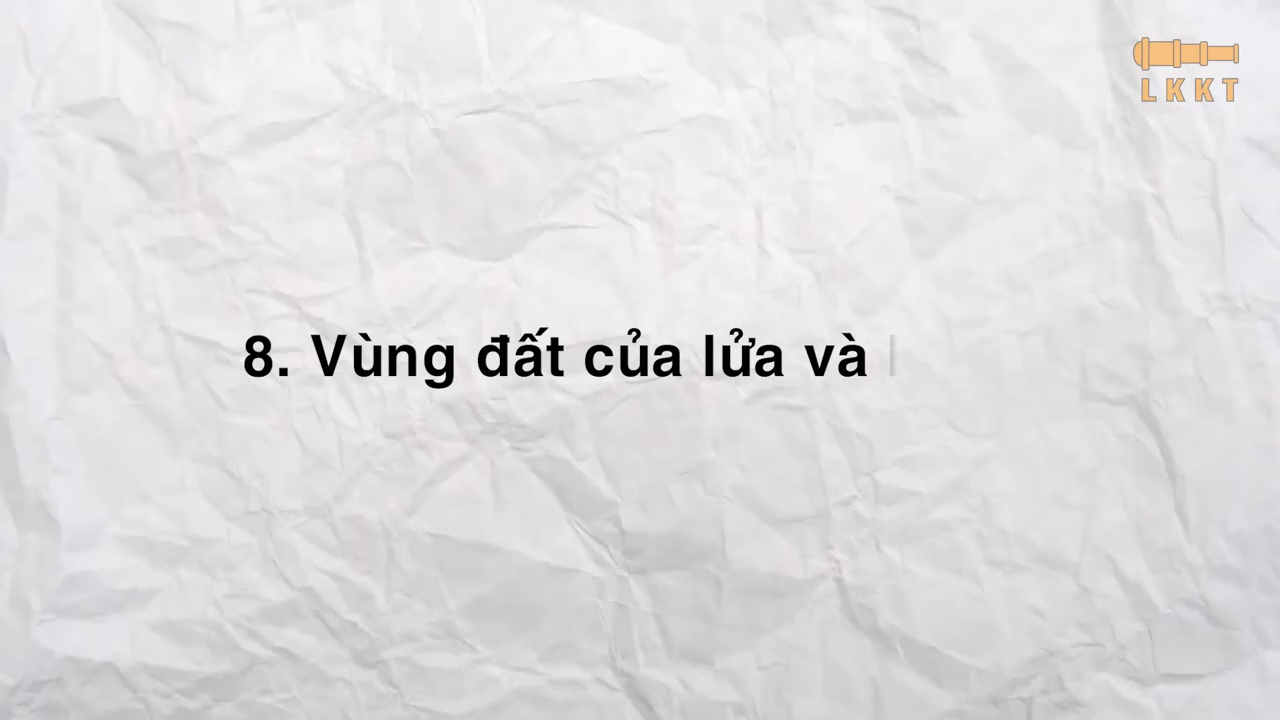 LKKT
8. Vùng đất của lửa và